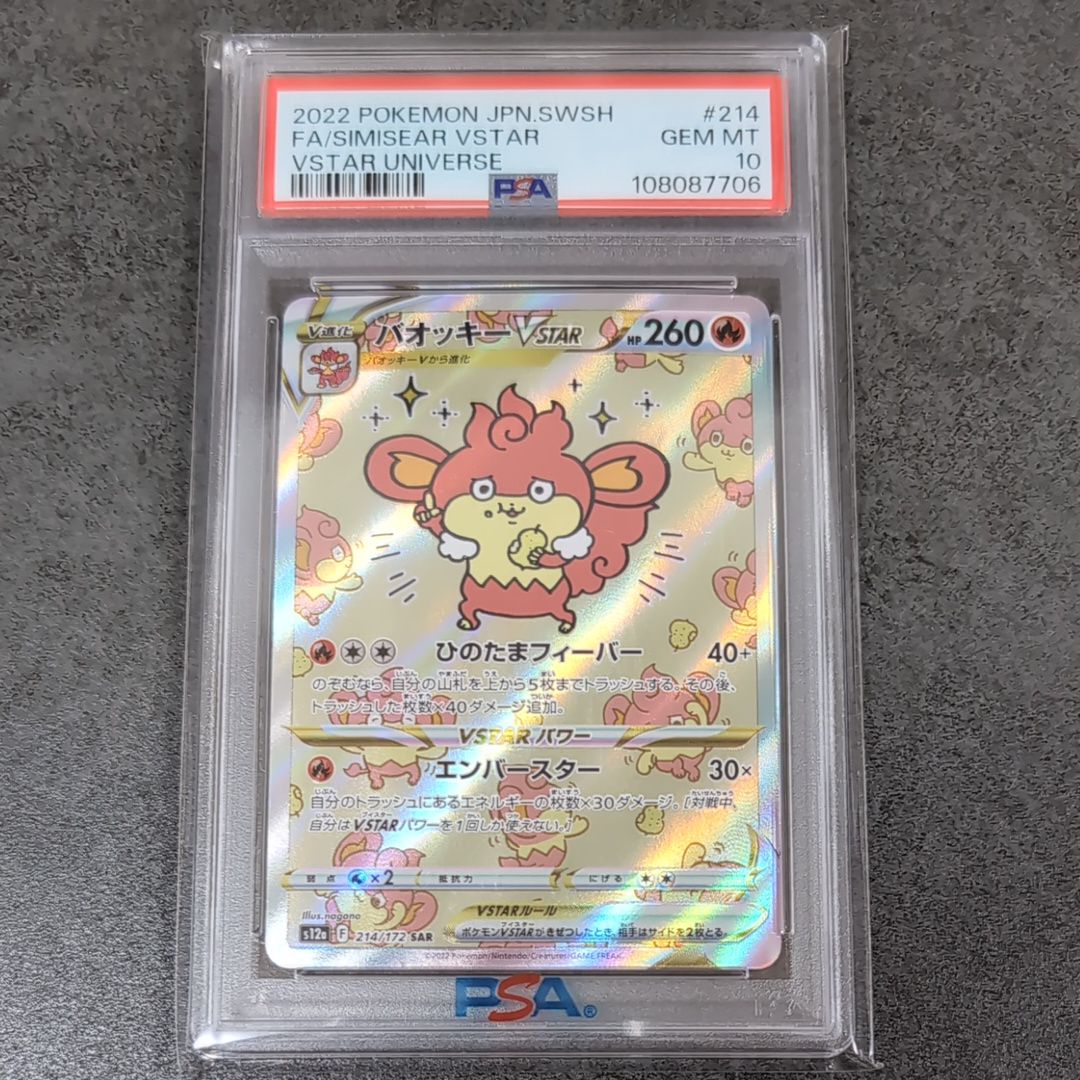 2022 POKEMON JPN.SWSH #214
FA/SIMISEAR VSTAR GEM MT
VSTAR UNIVERSE 10
PSA 108087706
V進化 バオッキー VSTAR HP 260
バオッキーVから進化
ひのたまフィーバー 40+
のぞむなら、自分の山札を上から5枚までトラッシュする。その後、
トラッシュした枚数×40ダメージ追加。
VSTARパワー
エンバースター 30×
自分のトラッシュにあるエネルギーの枚数×30ダメージ。[対戦中、
自分はVSTARパワーを1回しか使えない。]
弱点 ×2 抵抗力 にげる
Illus.nagono VSTARルール
s12a F 214/172 SAR ポケモンVSTARがきぜつしたとき、相手はサイドを2枚とる。
©2022 Pokémon/Nintendo/Creatures/GAME FREAK.
PSA®